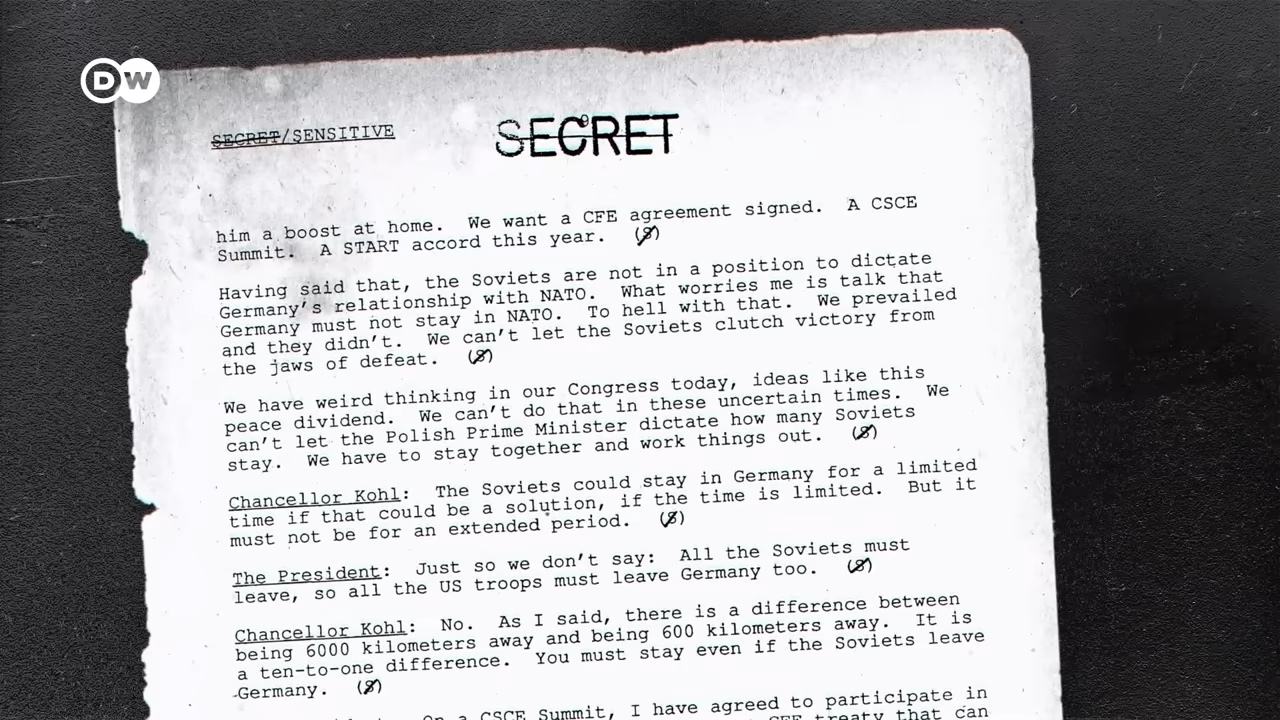 DW
SECRET/SENSITIVE
SECRET
9
him a boost at home. We want a CFE agreement signed. A CSCE
Summit. A START accord this year. (S)
Having said that, the Soviets are not in a position to dictate
Germany's relationship with NATO. What worries me is talk that
Germany must not stay in NATO. To hell with that. We prevailed
and they didn't. We can't let the Soviets clutch victory from
the jaws of defeat. (S)
We have weird thinking in our Congress today, ideas like this
peace dividend. We can't do that in these uncertain times. We
can't let the Polish Prime Minister dictate how many Soviets
stay. We have to stay together and work things out. (S)
Chancellor Kohl: The Soviets could stay in Germany for a limited
time if that could be a solution, if the time is limited. But it
must not be for an extended period. (S)
The President: Just so we don't say: All the Soviets must
leave, so all the US troops must leave Germany too. (S)
Chancellor Kohl: No. As I said, there is a difference between
being 6000 kilometers away and being 600 kilometers away. It is
a ten-to-one difference. You must stay even if the Soviets leave
Germany. (S)
On a CSCE Summit, I have agreed to participate in
CFE treaty that can